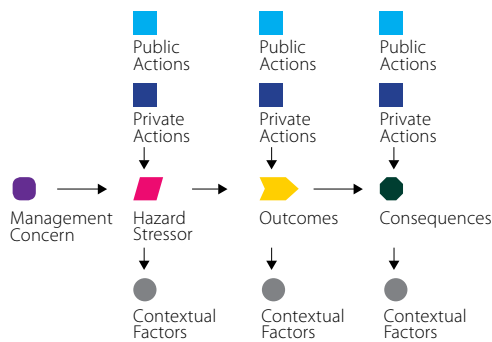 Public
Actions
Public
Actions
Public
Actions
Private
Actions
Private
Actions
Private
Actions
Management
Concern
Hazard
Stressor
Outcomes
Consequences
Contextual
Factors
Contextual
Factors
Contextual
Factors